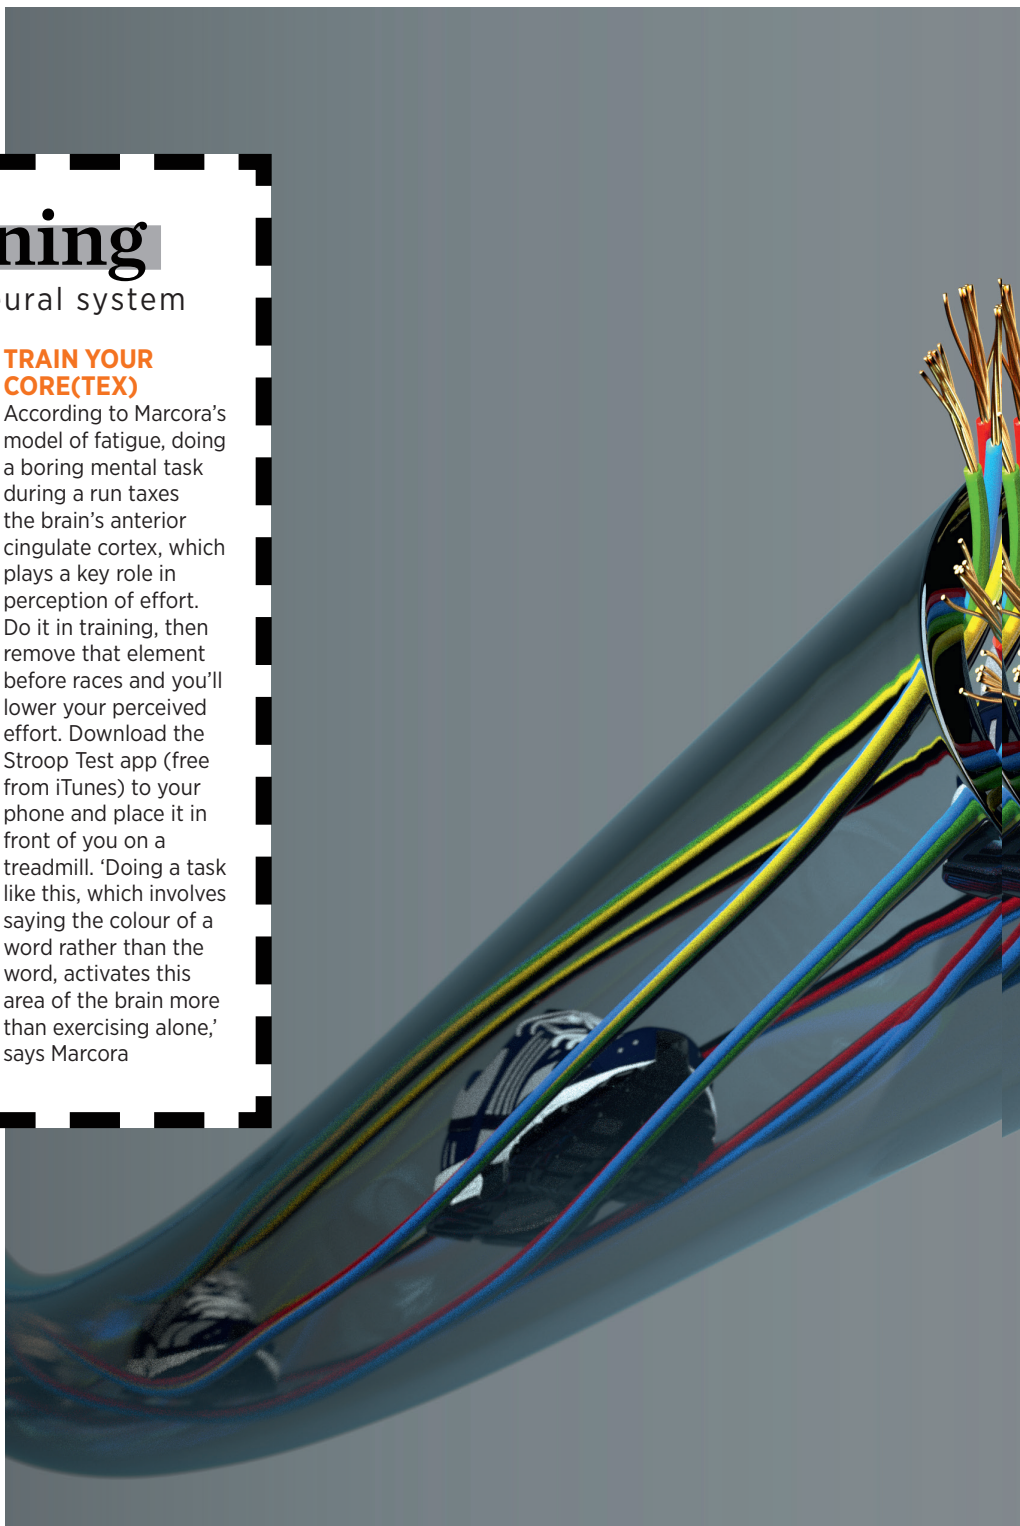 ning
ural system
TRAIN YOUR
CORE(TEX)
According to Marcora’s
model of fatigue, doing
a boring mental task
during a run taxes
the brain’s anterior
cingulate cortex, which
plays a key role in
perception of effort.
Do it in training, then
remove that element
before races and you’ll
lower your perceived
effort. Download the
Stroop Test app (free
from iTunes) to your
phone and place it in
front of you on a
treadmill. ‘Doing a task
like this, which involves
saying the colour of a
word rather than the
word, activates this
area of the brain more
than exercising alone,’
says Marcora